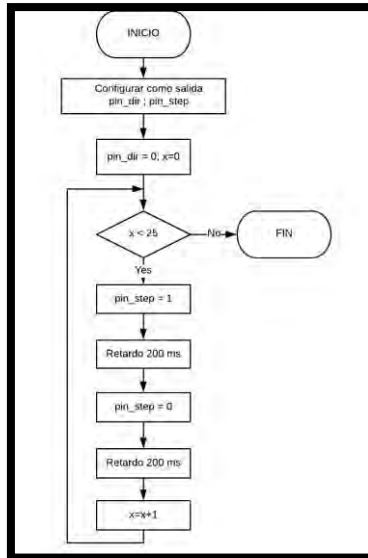 INICIO
Configurar como salida
pin_dir ; pin_step
pin_dir = 0, x=0
x < 25
No
FIN
Yes
pin_step = 1
Retardo 200 ms
pin_step = 0
Retardo 200 ms
x=x+1